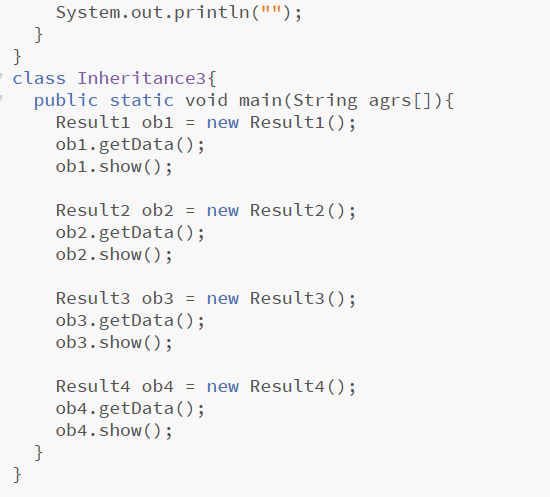 System.out.println("");
}
}
class Inheritance3{
public static void main(String agrs[]){
Result1 ob1 = new Result1();
ob1.getData();
ob1.show();
Result2 ob2 = new Result2();
ob2.getData();
ob2.show();
Result3 ob3 = new Result3();
ob3.getData();
ob3.show();
Result4 ob4 = new Result4();
ob4.getData();
ob4.show();
}
}